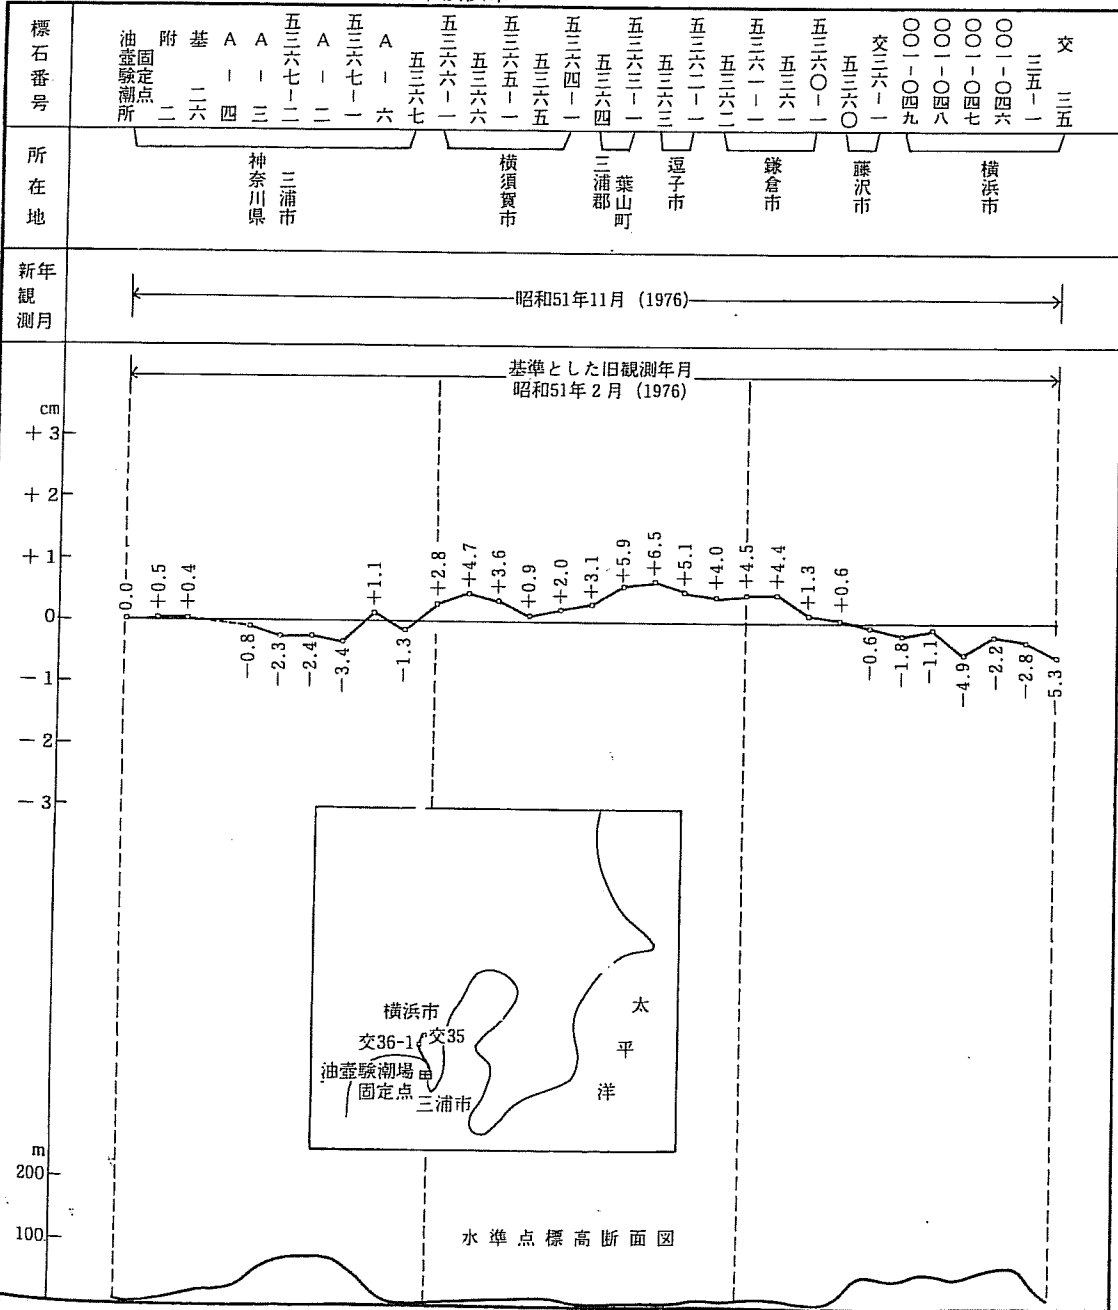 標石番号
油壺験潮所
固定点
附二
基二六
A-四
A-三
五三六七-二
A-二
五三六七-一
A-六
五三六七
五三六六-一
五三六六
五三六五-一
五三六五
五三六四-一
五三六四
五三六三-一
五三六三
五三六二-一
五三六二
五三六一-一
五三六一
五三六〇-一
五三六〇
交三六-一
〇〇一-〇四九
〇〇一-〇四八
〇〇一-〇四七
〇〇一-〇四六
三五-一
交三五
所在地
神奈川県
三浦市
横須賀市
三浦郡
葉山町
逗子市
鎌倉市
藤沢市
横浜市
新観測
年月
昭和51年11月 (1976)
基準とした旧観測年月
昭和51年2月 (1976)
cm
+3
+2
+1
0
-1
-2
-3
0.0
+0.5
+0.4
-0.8
-2.3
-2.4
-3.4
+1.1
-1.3
+2.8
+4.7
+3.6
+0.9
+2.0
+3.1
+5.9
+6.5
+5.1
+4.0
+4.5
+4.4
+1.3
+0.6
-0.6
-1.8
-1.1
-4.9
-2.2
-2.8
-5.3
横浜市
交36-1
交35
油壺験潮場
固定点
三浦市
太平洋
m
200
100
水準点標高断面図